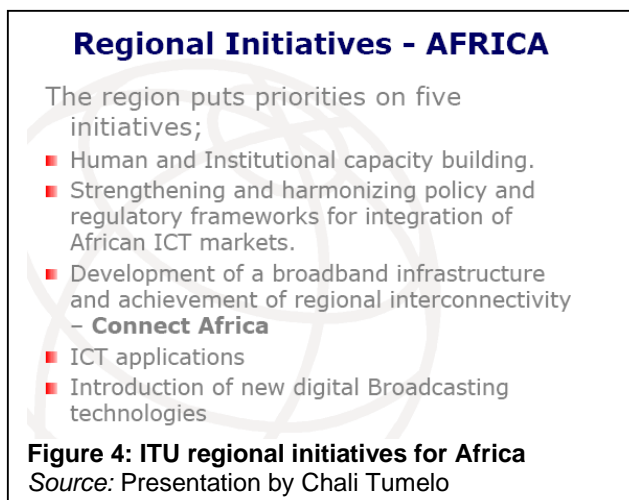 Regional Initiatives - AFRICA
The region puts priorities on five
initiatives;
Human and Institutional capacity building.
Strengthening and harmonizing policy and
regulatory frameworks for integration of
African ICT markets.
Development of a broadband infrastructure
and achievement of regional interconnectivity
– Connect Africa
ICT applications
Introduction of new digital Broadcasting
technologies
Figure 4: ITU regional initiatives for Africa
Source: Presentation by Chali Tumelo